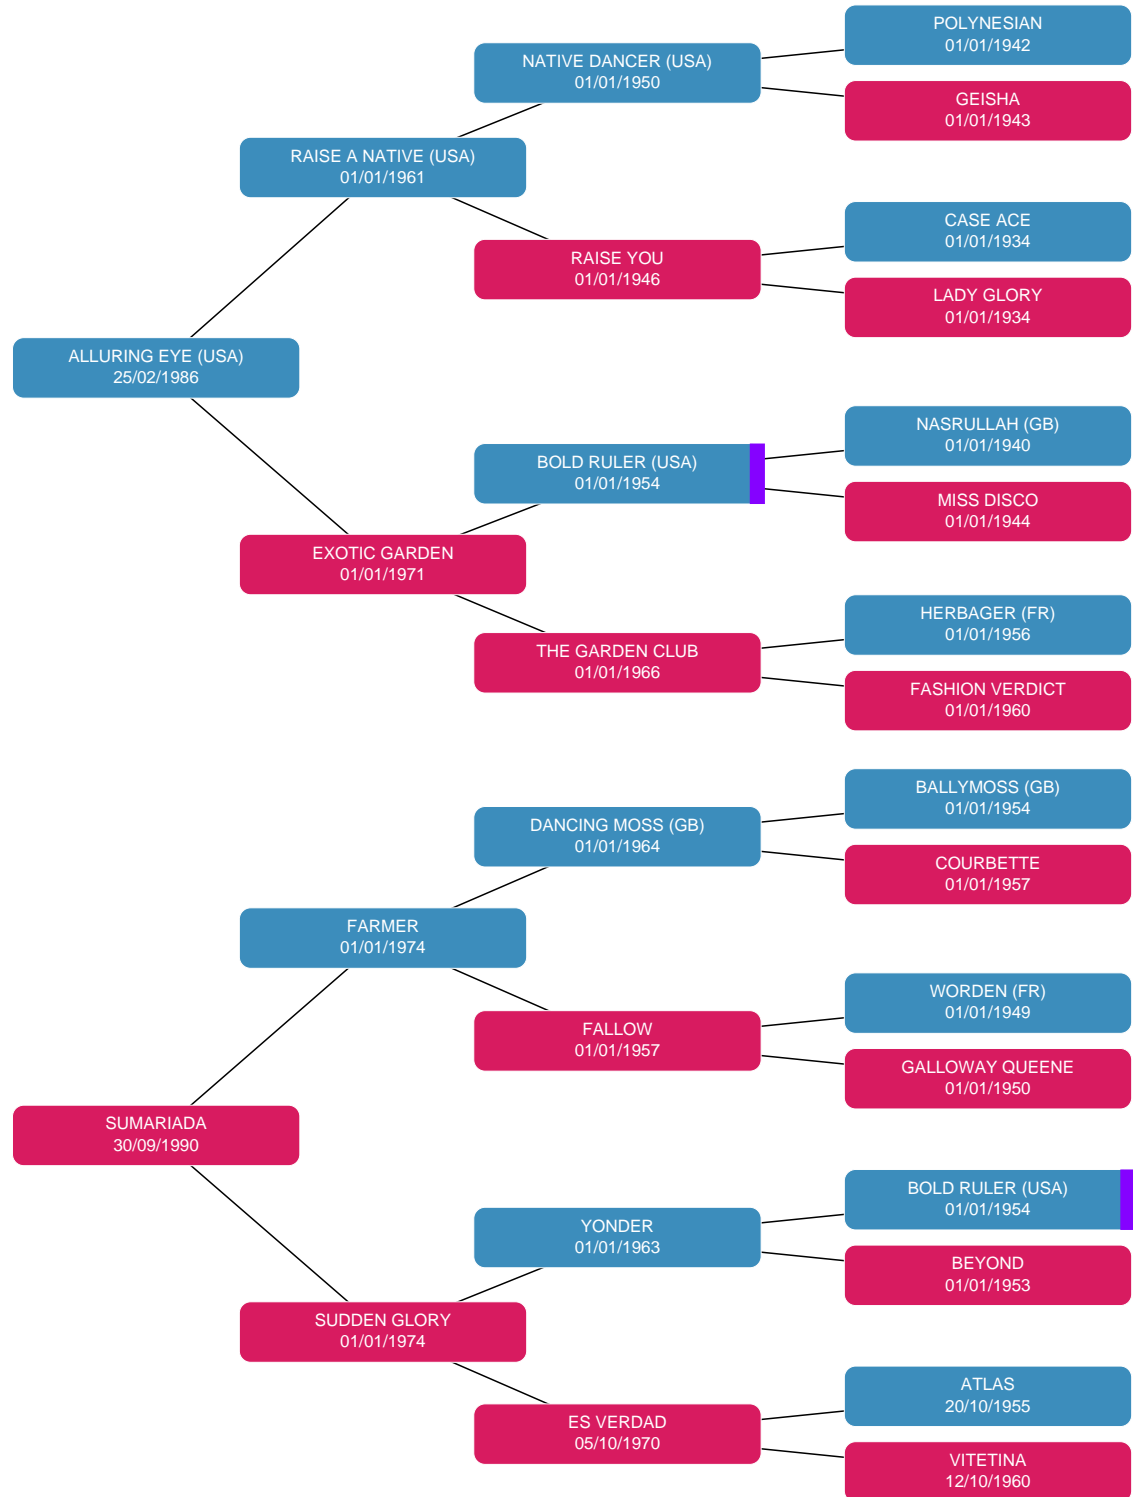 POLYNESIAN
01/01/1942
NATIVE DANCER (USA)
01/01/1950
GEISHA
01/01/1943
RAISE A NATIVE (USA)
01/01/1961
CASE ACE
01/01/1934
RAISE YOU
01/01/1946
LADY GLORY
01/01/1934
ALLURING EYE (USA)
25/02/1986
NASRULLAH (GB)
01/01/1940
BOLD RULER (USA)
01/01/1954
MISS DISCO
01/01/1944
EXOTIC GARDEN
01/01/1971
HERBAGER (FR)
01/01/1956
THE GARDEN CLUB
01/01/1966
FASHION VERDICT
01/01/1960
BALLYMOSS (GB)
01/01/1954
DANCING MOSS (GB)
01/01/1964
COURBETTE
01/01/1957
FARMER
01/01/1974
WORDEN (FR)
01/01/1949
FALLOW
01/01/1957
GALLOWAY QUEENE
01/01/1950
SUMARIADA
30/09/1990
BOLD RULER (USA)
01/01/1954
YONDER
01/01/1963
BEYOND
01/01/1953
SUDDEN GLORY
01/01/1974
ATLAS
20/10/1955
ES VERDAD
05/10/1970
VITETINA
12/10/1960